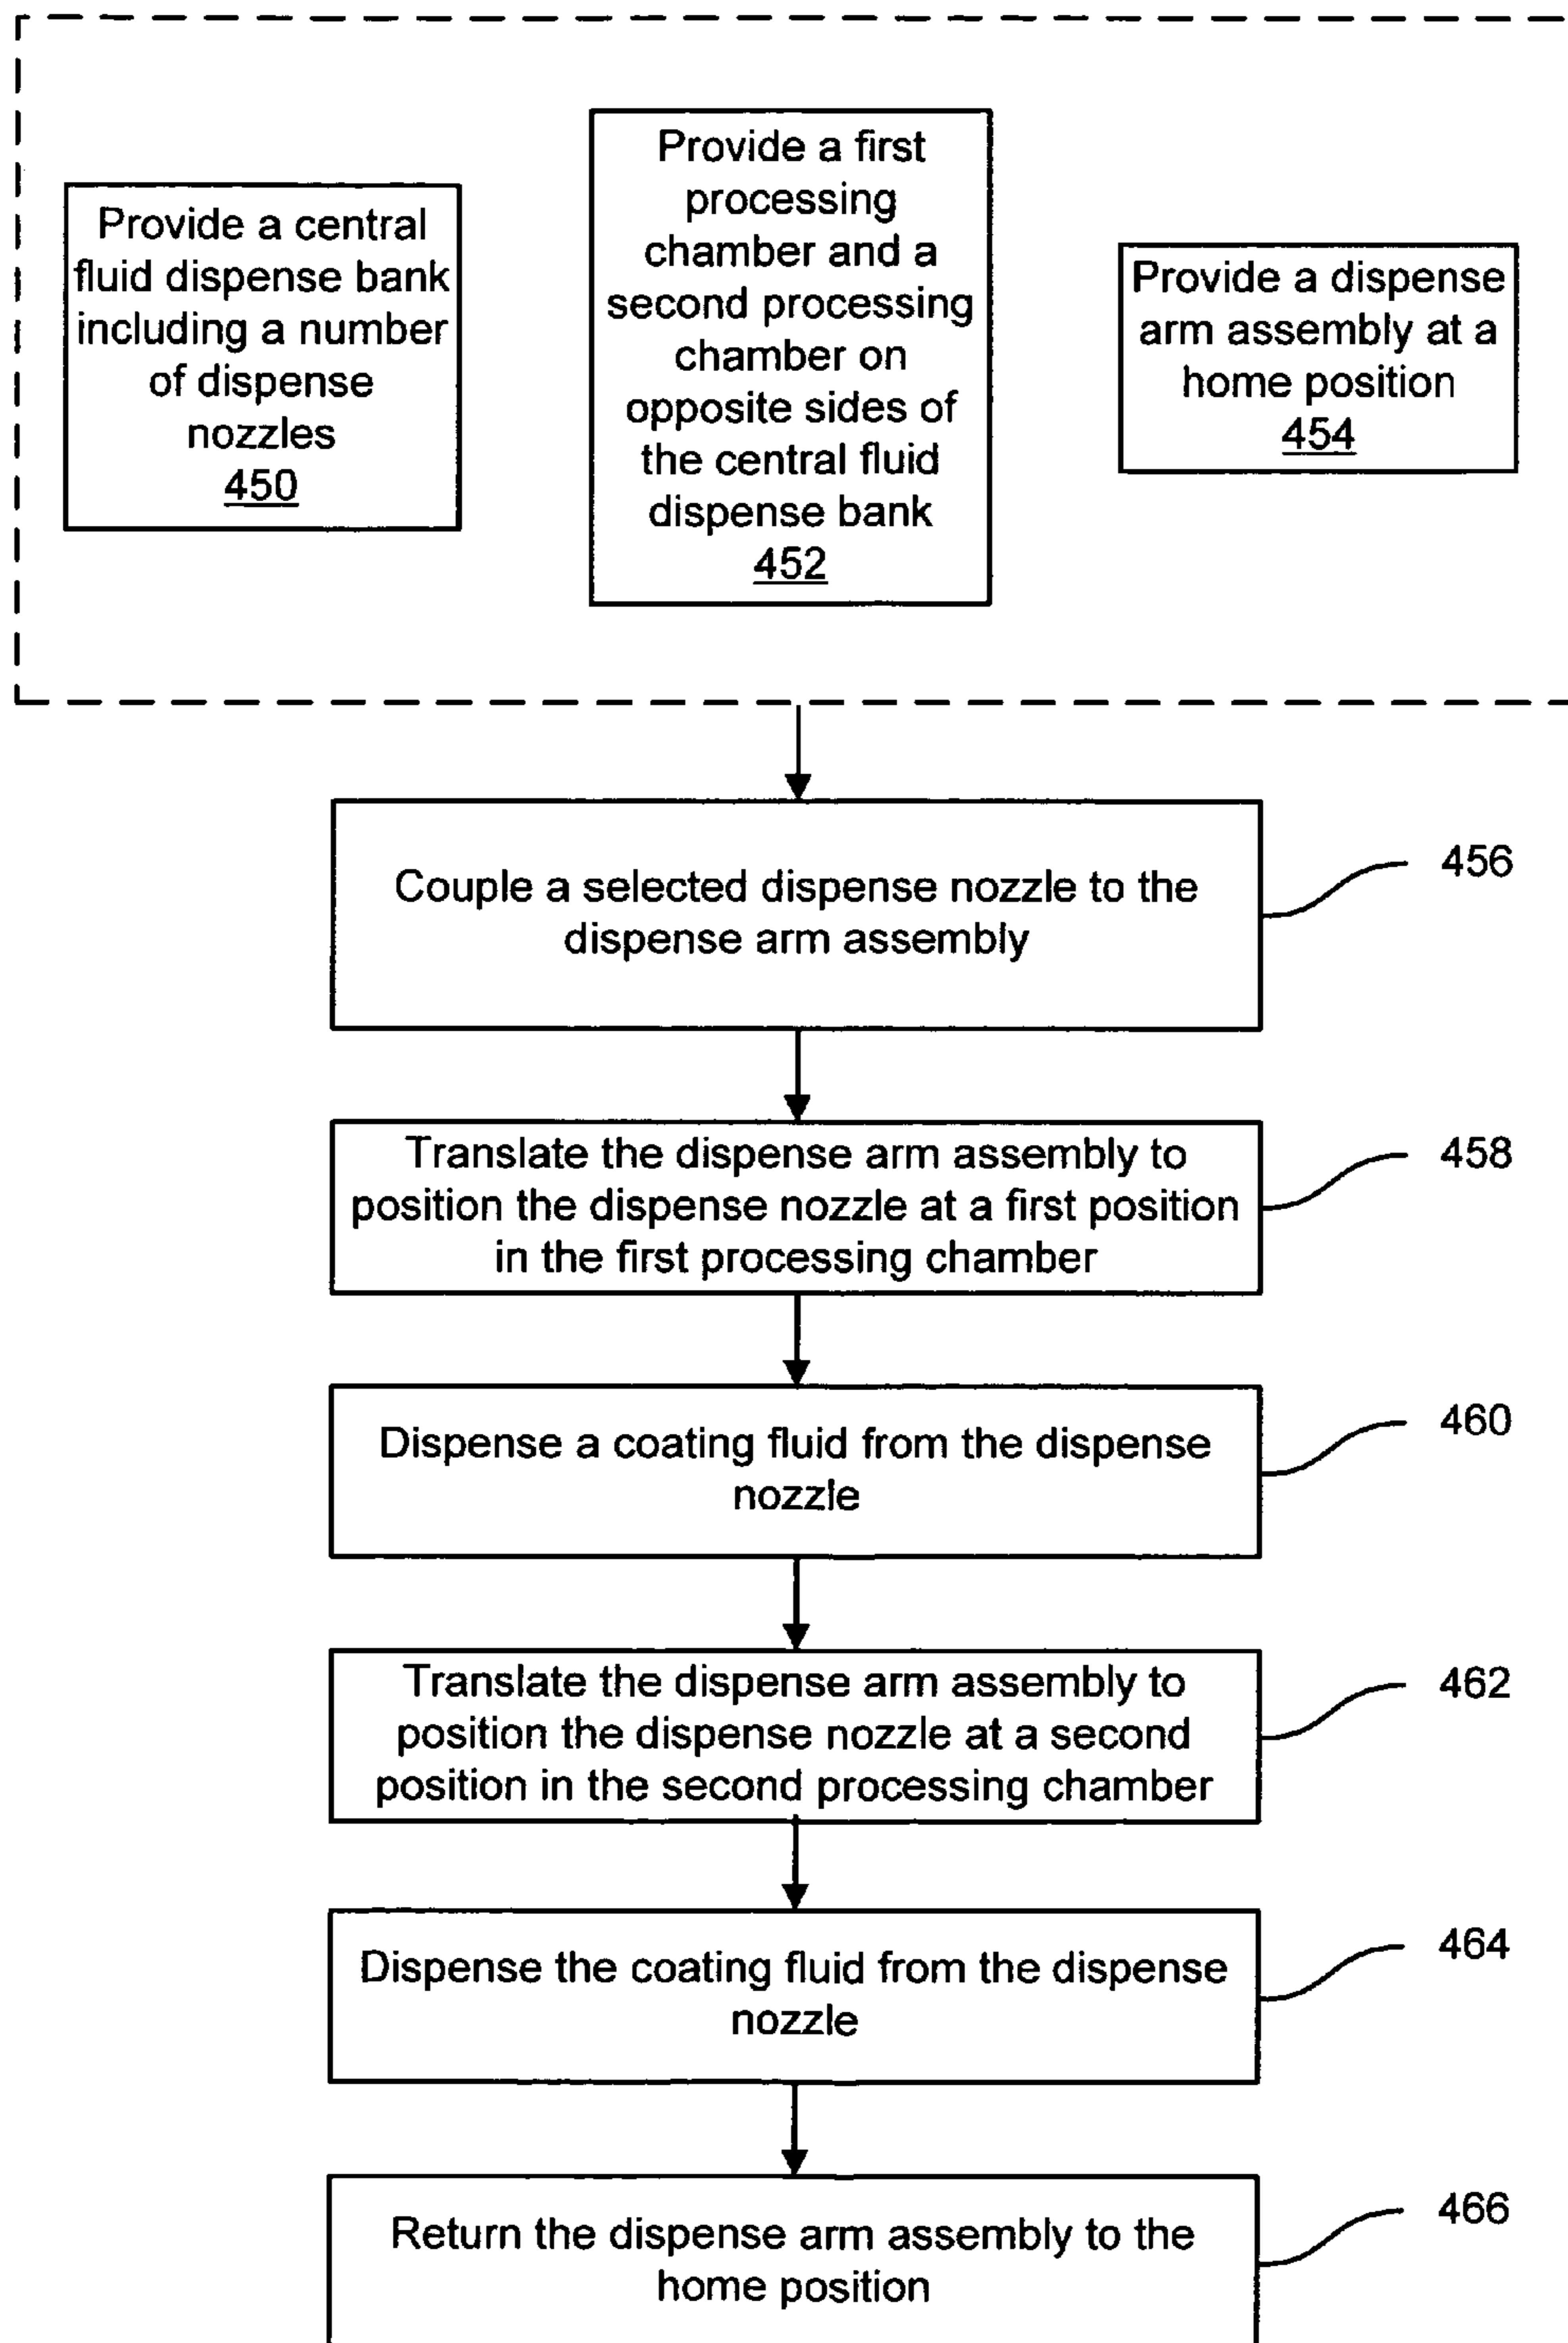 Provide a central
fluid dispense bank
including a number
of dispense
nozzles
450
Provide a first
processing
chamber and a
second processing
chamber on
opposite sides of
the central fluid
dispense bank
452
Provide a dispense
arm assembly at a
home position
454
Couple a selected dispense nozzle to the
dispense arm assembly
456
Translate the dispense arm assembly to
position the dispense nozzle at a first position
in the first processing chamber
458
Dispense a coating fluid from the dispense
nozzle
460
Translate the dispense arm assembly to
position the dispense nozzle at a second
position in the second processing chamber
462
Dispense the coating fluid from the dispense
nozzle
464
Return the dispense arm assembly to the
home position
466